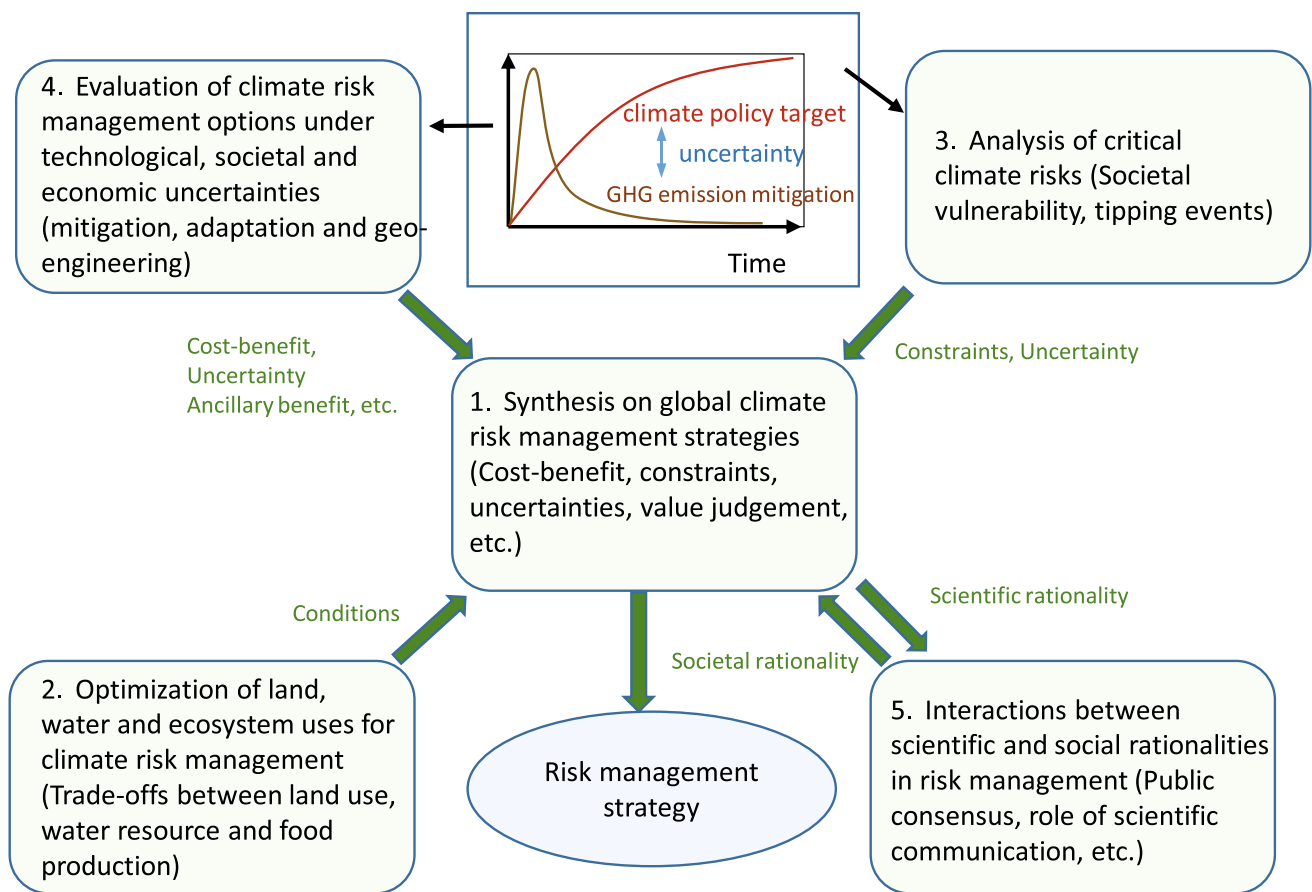 4. Evaluation of climate risk
management options under
technological, societal and
economic uncertainties
(mitigation, adaptation and geo-
engineering)
climate policy target
uncertainty
GHG emission mitigation
Time
3. Analysis of critical
climate risks (Societal
vulnerability, tipping events)
Cost-benefit,
Uncertainty
Ancillary benefit, etc.
Constraints, Uncertainty
1. Synthesis on global climate
risk management strategies
(Cost-benefit, constraints,
uncertainties, value judgement,
etc.)
Conditions
Scientific rationality
Societal rationality
2. Optimization of land,
water and ecosystem uses for
climate risk management
(Trade-offs between land use,
water resource and food
production)
Risk management
strategy
5. Interactions between
scientific and social rationalities
in risk management (Public
consensus, role of scientific
communication, etc.)